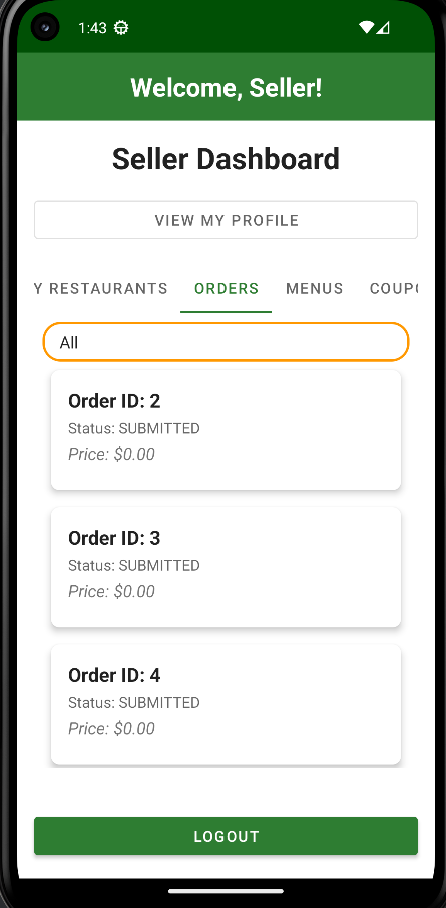 1:43
Welcome, Seller!
Seller Dashboard
VIEW MY PROFILE
Y RESTAURANTS ORDERS MENUS COUPO
All
Order ID: 2
Status: SUBMITTED
Price: $0.00
Order ID: 3
Status: SUBMITTED
Price: $0.00
Order ID: 4
Status: SUBMITTED
Price: $0.00
LOGOUT